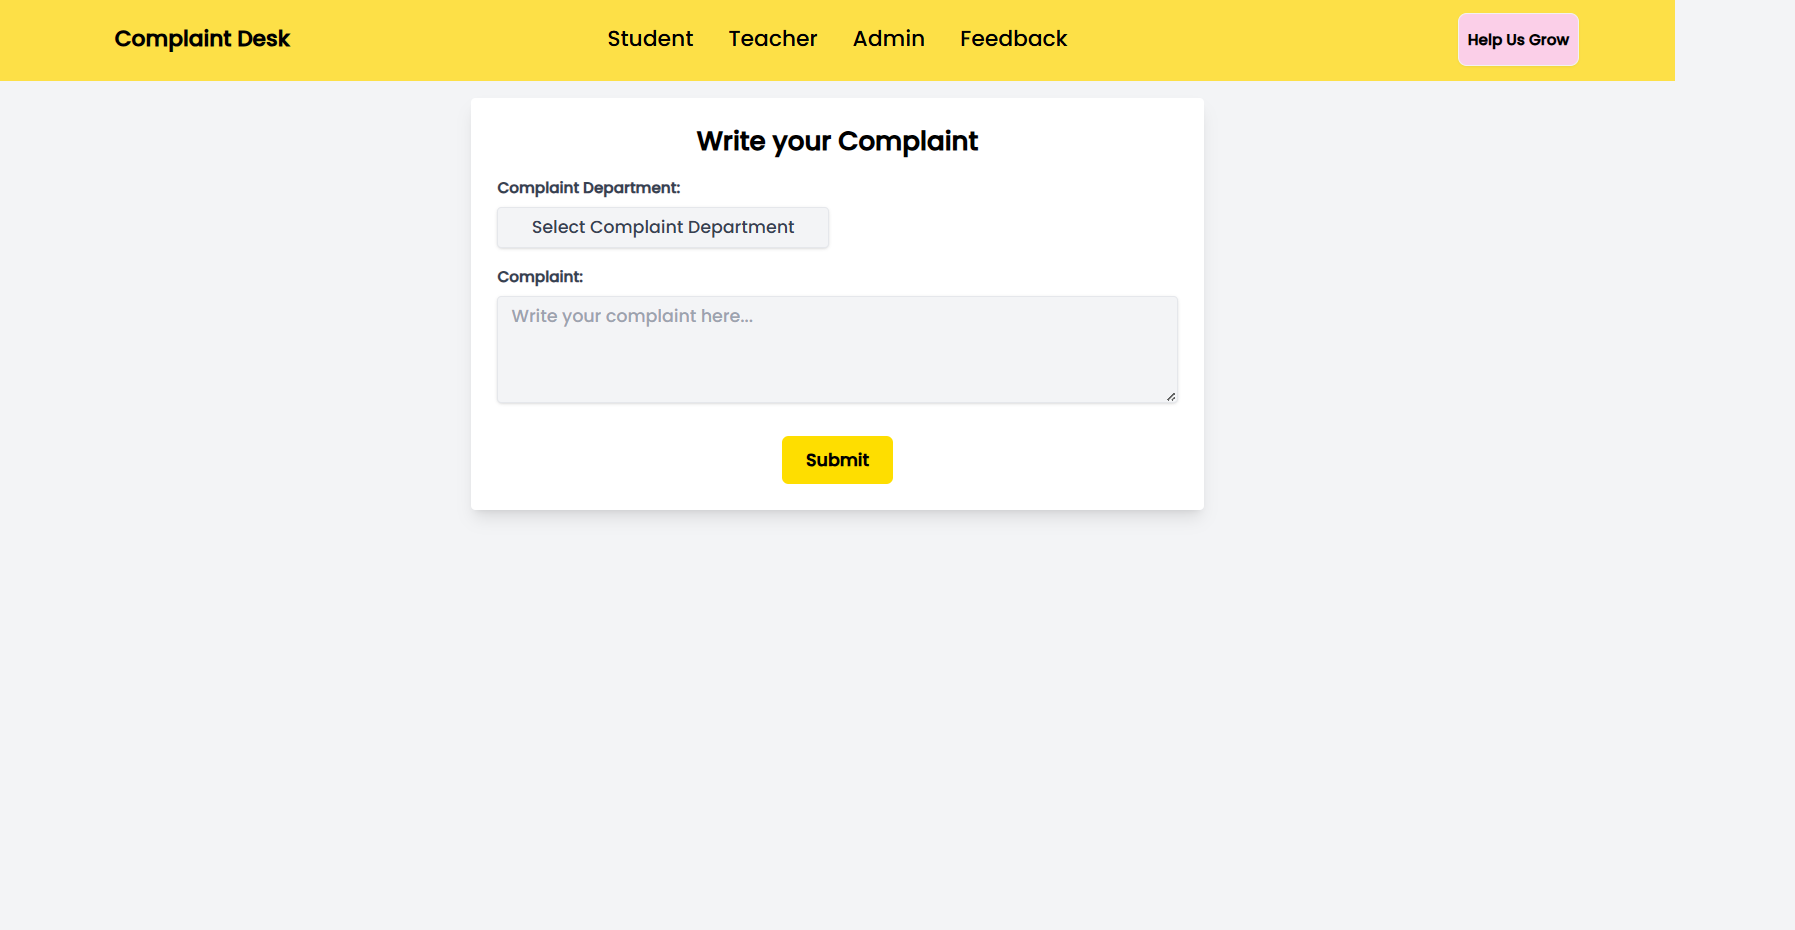 Complaint Desk
Student Teacher Admin Feedback
Help Us Grow
Write your Complaint
Complaint Department:
Select Complaint Department
Complaint:
Write your complaint here...
Submit